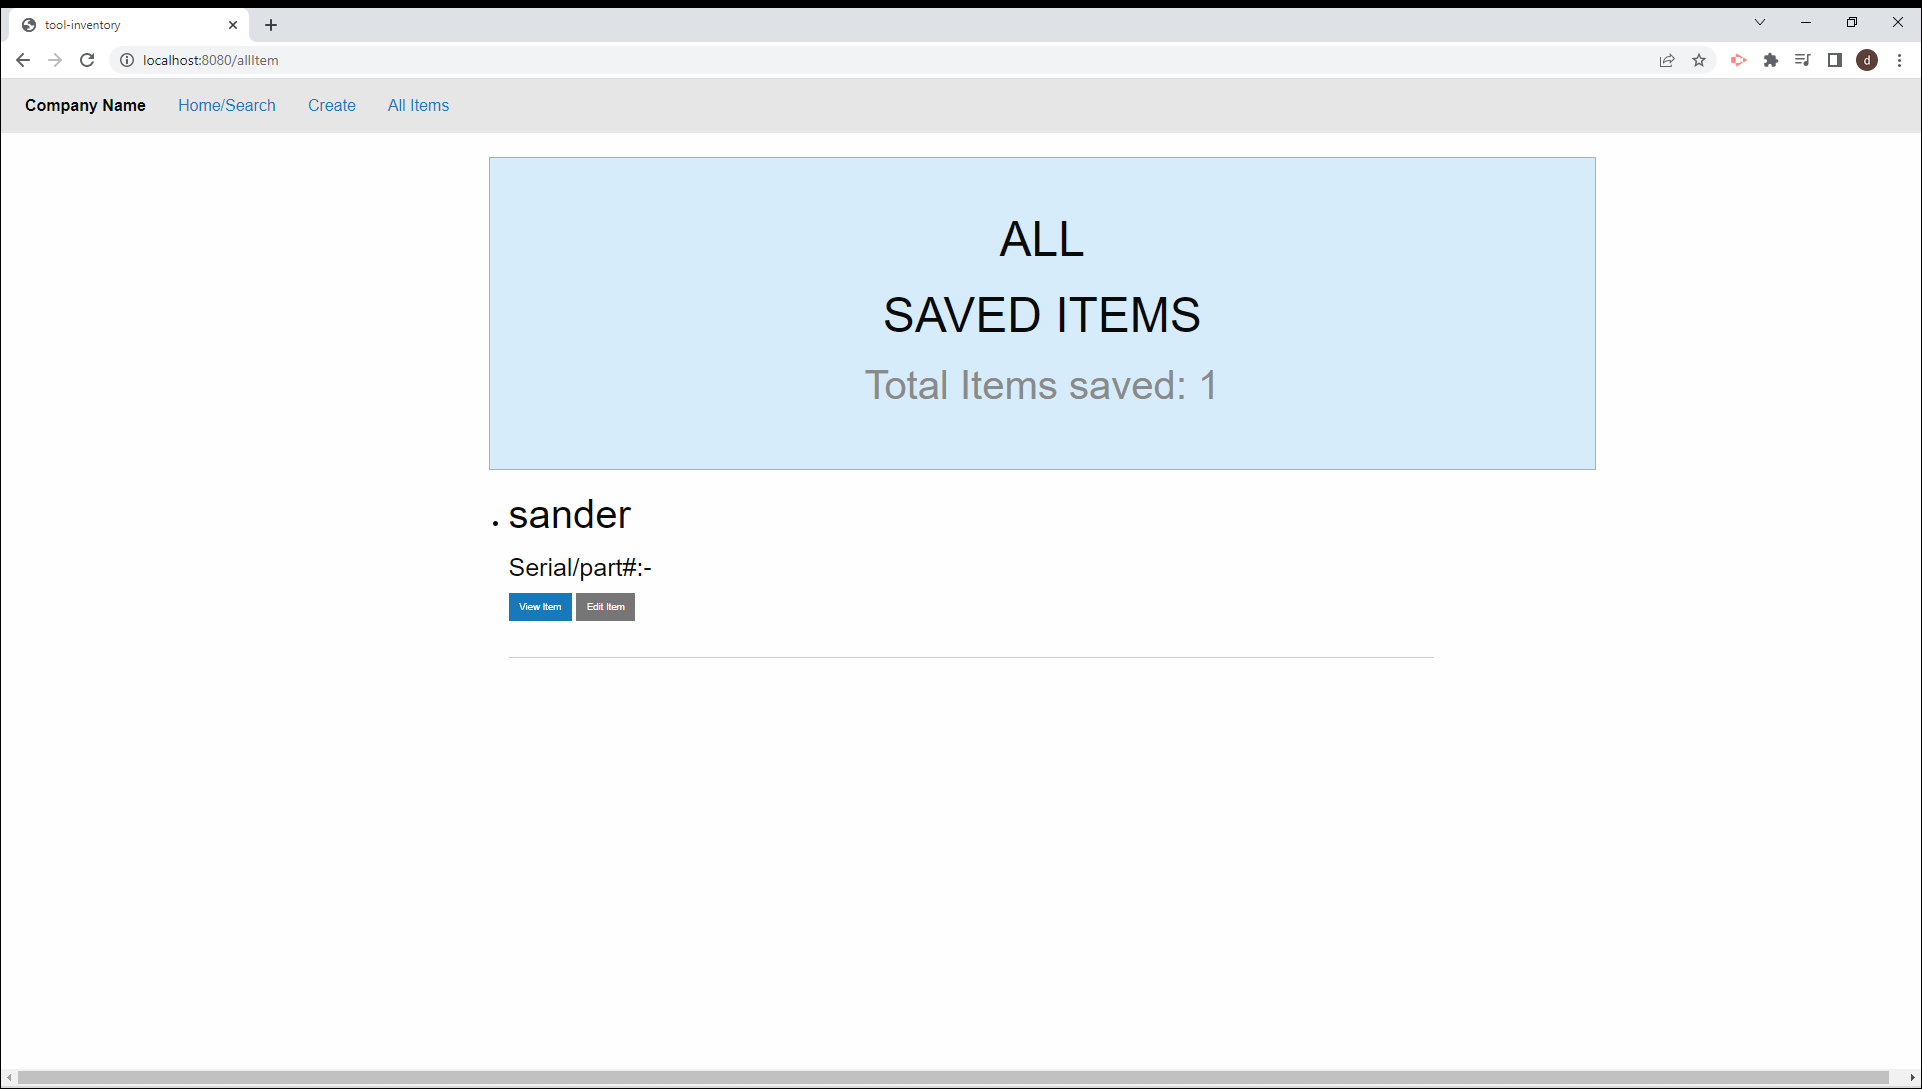 tool-inventory
localhost:8080/allItem
d
Company Name Home/Search Create All Items
ALL
SAVED ITEMS
Total Items saved: 1
• sander
Serial/part#:-
View Item Edit Item